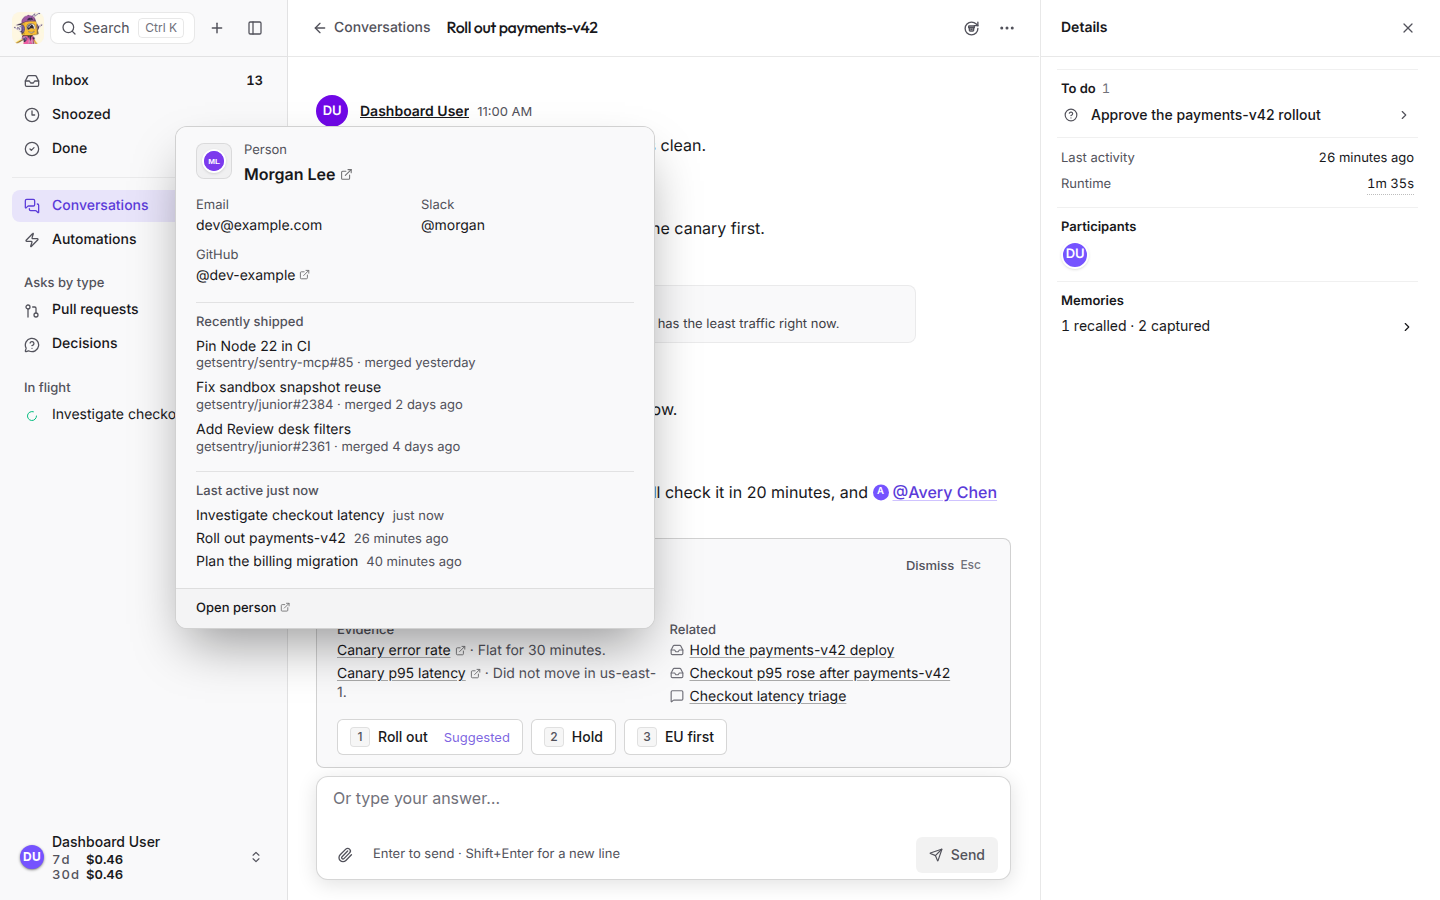 Search Ctrl K
Inbox 13
Snoozed
Done
Conversations
Automations
Asks by type
Pull requests
Decisions
In flight
Investigate checko
DU Dashboard User
7d $0.46
30d $0.46
Conversations Roll out payments-v42
DU Dashboard User 11:00 AM
clean.
canary first.
has the least traffic right now.
check it in 20 minutes, and A @Avery Chen
ML Person
Morgan Lee
Email Slack
dev@example.com @morgan
GitHub
@dev-example
Recently shipped
Pin Node 22 in CI
getsentry/sentry-mcp#85 · merged yesterday
Fix sandbox snapshot reuse
getsentry/junior#2384 · merged 2 days ago
Add Review desk filters
getsentry/junior#2361 · merged 4 days ago
Last active just now
Investigate checkout latency just now
Roll out payments-v42 26 minutes ago
Plan the billing migration 40 minutes ago
Open person
Dismiss Esc
Evidence
Canary error rate · Flat for 30 minutes.
Canary p95 latency · Did not move in us-east-
1.
Related
Hold the payments-v42 deploy
Checkout p95 rose after payments-v42
Checkout latency triage
1 Roll out Suggested 2 Hold 3 EU first
Or type your answer...
Enter to send · Shift+Enter for a new line Send
Details
To do 1
Approve the payments-v42 rollout
Last activity 26 minutes ago
Runtime 1m 35s
Participants
DU
Memories
1 recalled · 2 captured